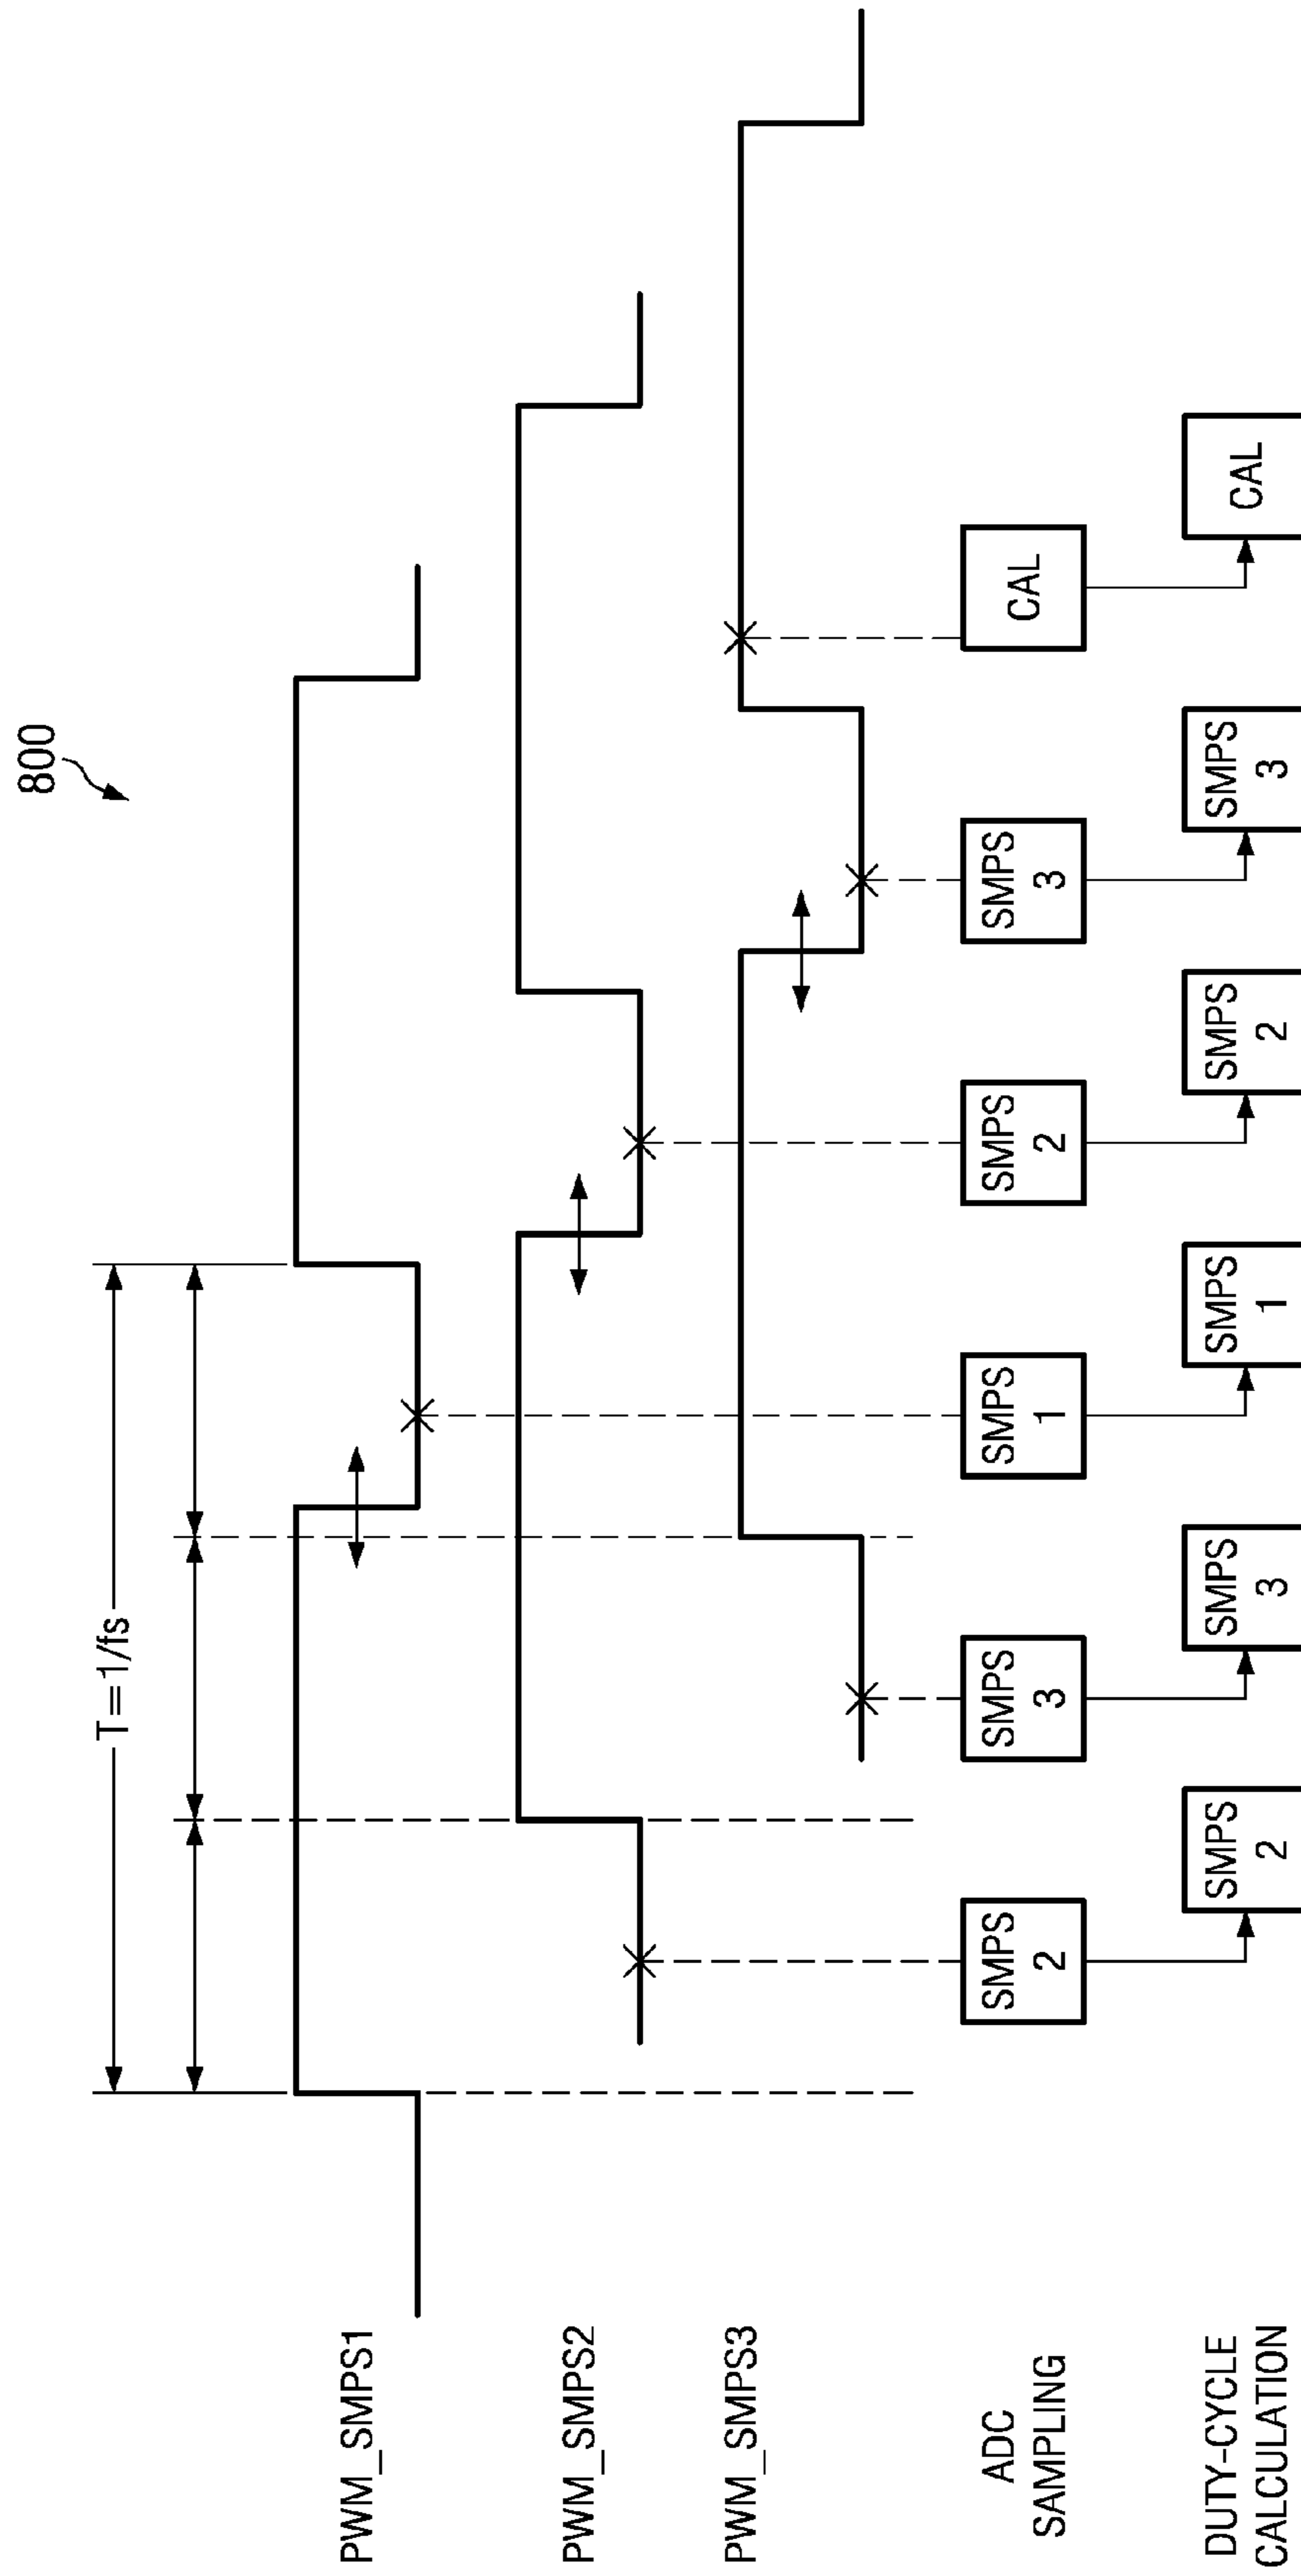 800
T=1/fs
PWM_SMPS1
PWM_SMPS2
PWM_SMPS3
ADC
SAMPLING
SMPS
2
SMPS
3
SMPS
1
SMPS
2
SMPS
3
CAL
DUTY-CYCLE
CALCULATION
SMPS
2
SMPS
3
SMPS
1
SMPS
2
SMPS
3
CAL